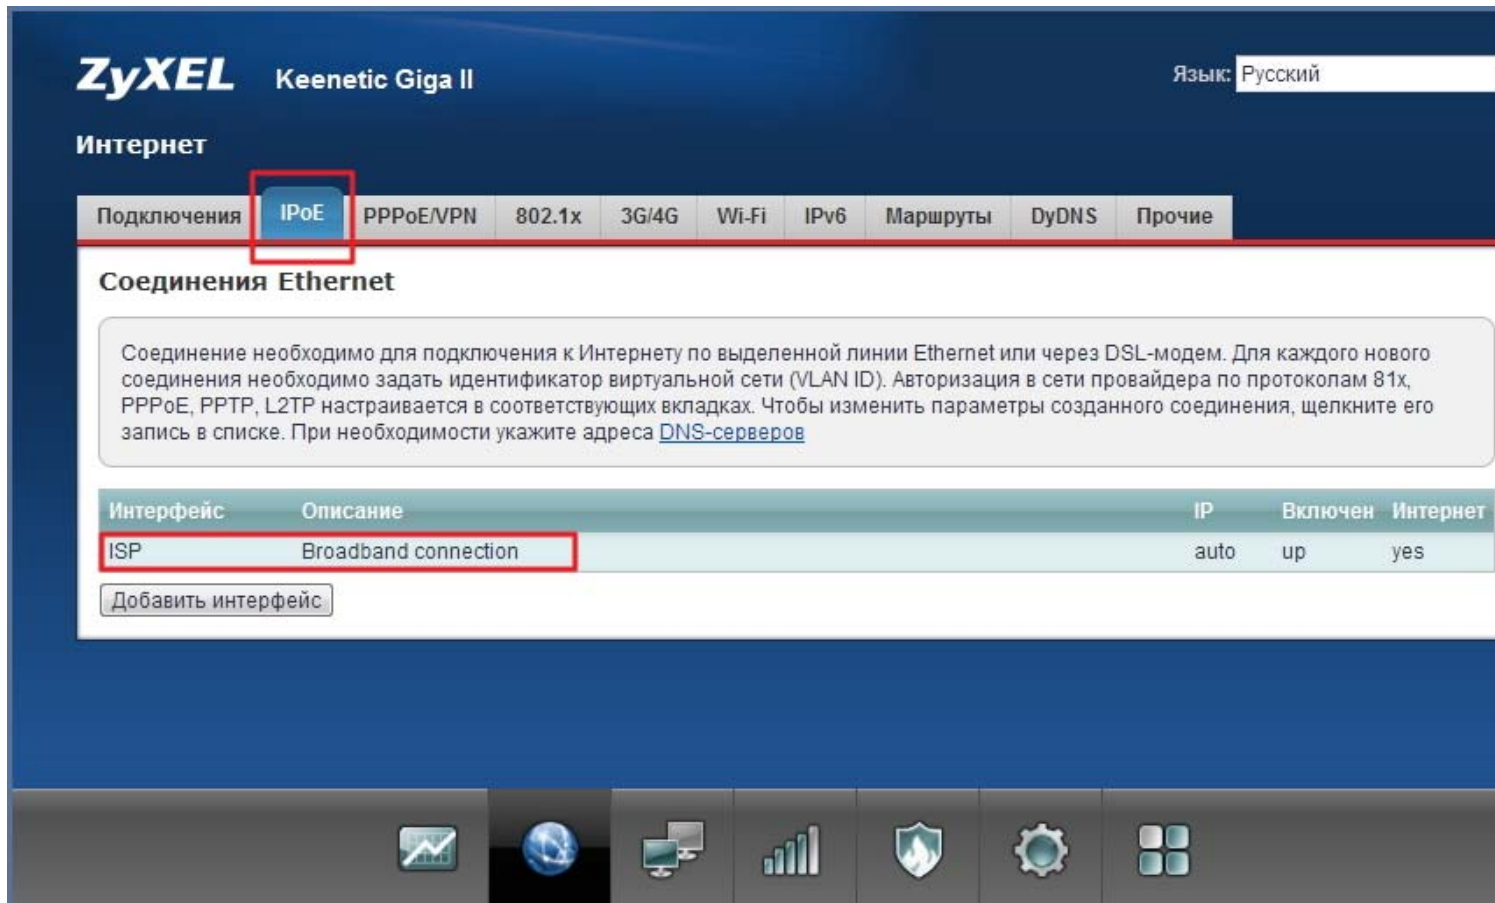 ZyXEL Keenetic Giga II
Язык: Русский
Интернет
Подключения IPoE PPPoE/VPN 802.1x 3G/4G Wi-Fi IPv6 Маршруты DyDNS Прочие
Соединения Ethernet
Соединение необходимо для подключения к Интернету по выделенной линии Ethernet или через DSL-модем. Для каждого нового
соединения необходимо задать идентификатор виртуальной сети (VLAN ID). Авторизация в сети провайдера по протоколам 81x,
PPPoE, PPTP, L2TP настраивается в соответствующих вкладках. Чтобы изменить параметры созданного соединения, щелкните его
запись в списке. При необходимости укажите адреса DNS-серверов
Интерфейс Описание IP Включен Интернет
ISP Broadband connection auto up yes
Добавить интерфейс